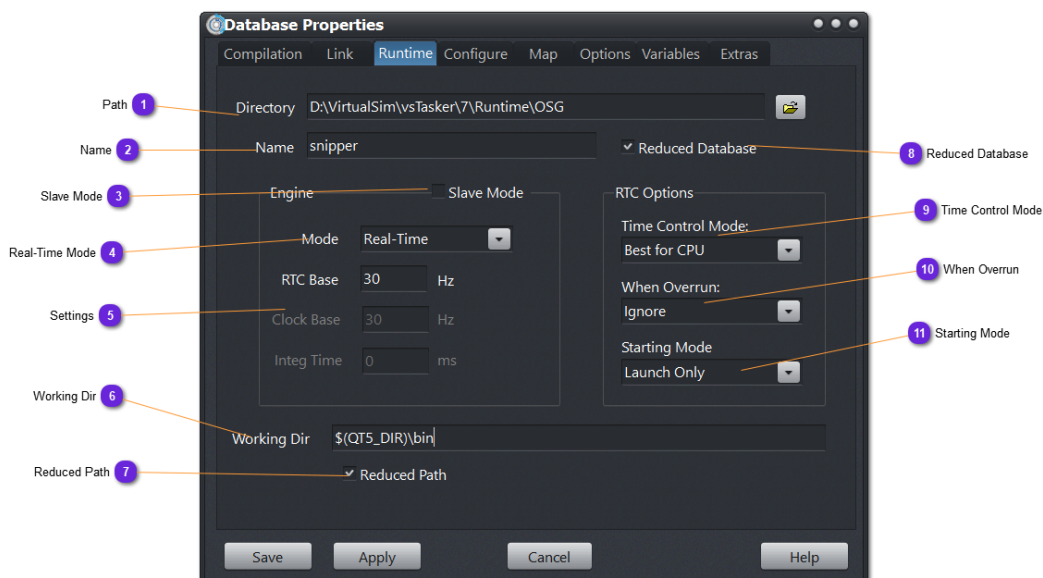 Database Properties
Compilation Link Runtime Configure Map Options Variables Extras
Path 1
Directory D:\VirtualSim\vsTasker\7\Runtime\OSG
Name 2
Name snipper
Reduced Database
8 Reduced Database
Slave Mode 3
Engine
Slave Mode
RTC Options
9 Time Control Mode
Real-Time Mode 4
Mode Real-Time
Time Control Mode:
Best for CPU
10 When Overrun
RTC Base 30 Hz
When Overrun:
Settings 5
Clock Base 30 Hz
Ignore
11 Starting Mode
Integ Time 0 ms
Starting Mode
Launch Only
Working Dir 6
Working Dir $(QT5_DIR)\bin
Reduced Path 7
Reduced Path
Save Apply Cancel Help